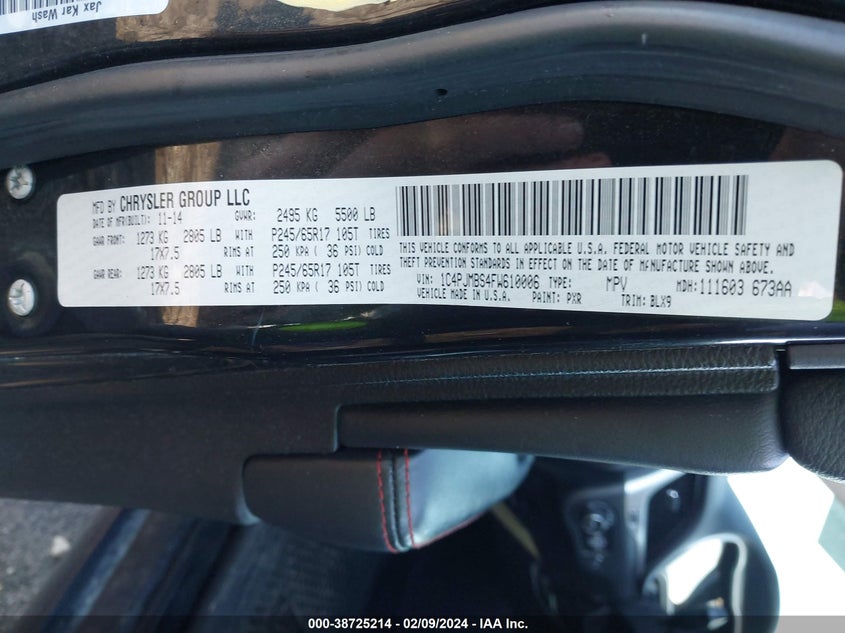 Jax Kar Wash
MFD BY CHRYSLER GROUP LLC
DATE OF MFR(BUILT): 11-14 GVWR: 2495 KG 5500 LB
GAWR FRONT: 1273 KG 2805 LB WITH P245/65R17 105T TIRES
17X7.5 RIMS AT 250 KPA ( 36 PSI) COLD
GAWR REAR: 1273 KG 2805 LB WITH P245/65R17 105T TIRES
17X7.5 RIMS AT 250 KPA ( 36 PSI) COLD
THIS VEHICLE CONFORMS TO ALL APPLICABLE U.S.A. FEDERAL MOTOR VEHICLE SAFETY AND
THEFT PREVENTION STANDARDS IN EFFECT ON THE DATE OF MANUFACTURE SHOWN ABOVE.
VIN: 1C4PJMBS4FW610006 TYPE: MPV MDH: 111603 673AA
VEHICLE MADE IN U.S.A. PAINT: PXR TRIM: BLX9
000-38725214 - 02/09/2024 - IAA Inc.